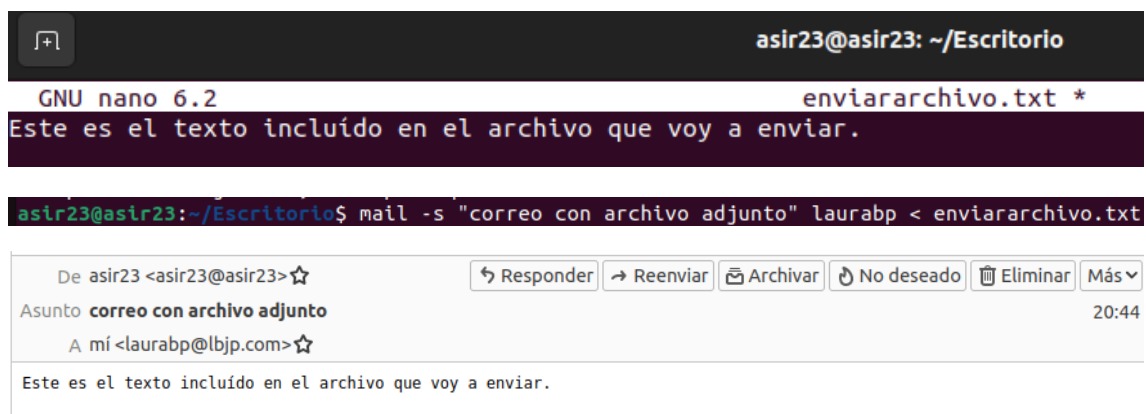 asir23@asir23: ~/Escritorio
GNU nano 6.2 enviararchivo.txt *
Este es el texto incluído en el archivo que voy a enviar.
asir23@asir23:~/Escritorio$ mail -s "correo con archivo adjunto" laurabp < enviararchivo.txt
De asir23 <asir23@asir23> Responder Reenviar Archivar No deseado Eliminar Más
Asunto correo con archivo adjunto 20:44
A mí <laurabp@lbjp.com>
Este es el texto incluído en el archivo que voy a enviar.